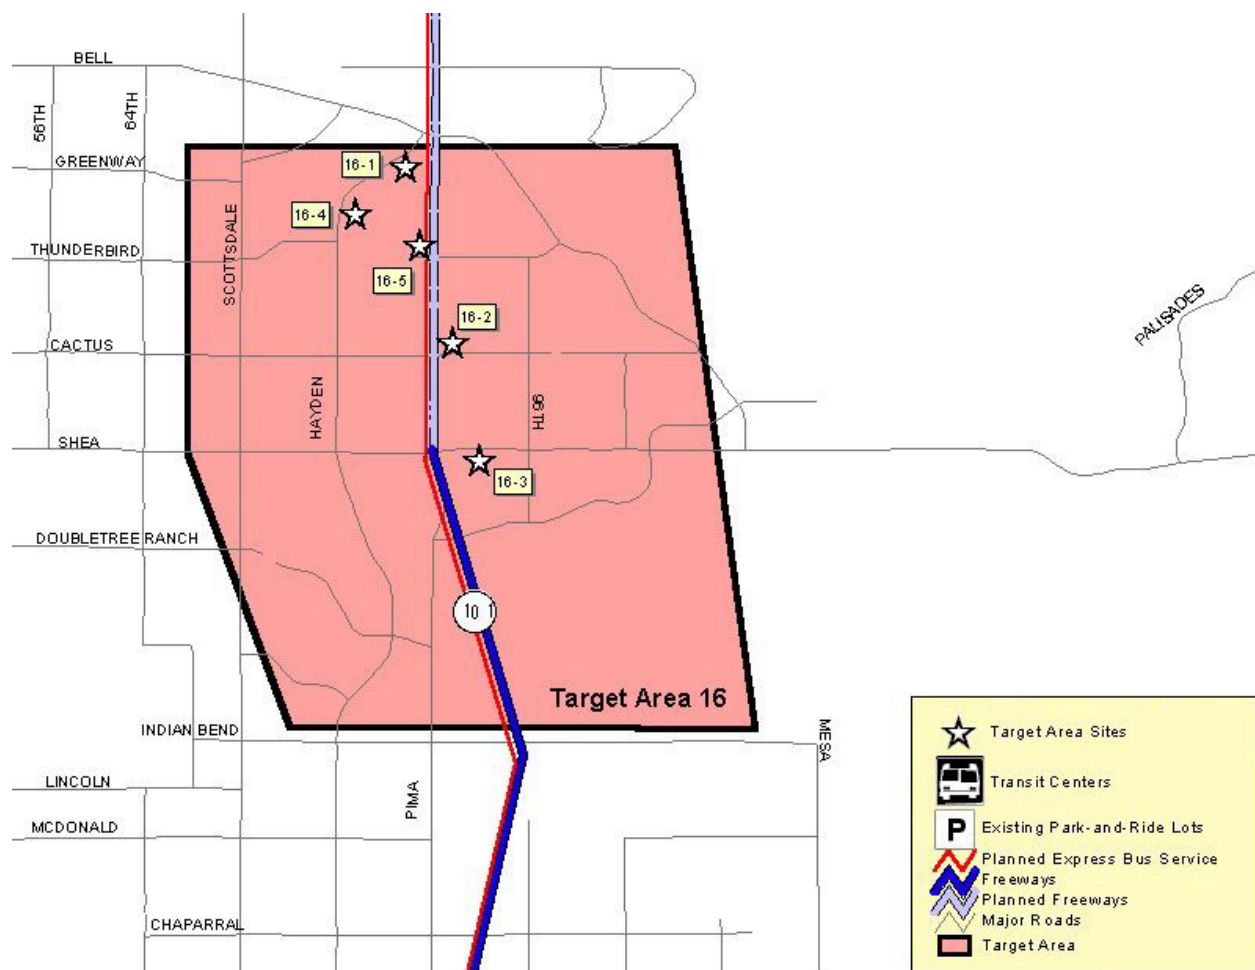 BELL
56TH
64TH
GREENWAY
16-1
16-4
SCOTTSDALE
THUNDERBIRD
16-5
16-2
PALISADES
CACTUS
HAYDEN
96TH
SHEA
16-3
DOUBLETREE RANCH
10 1
Target Area 16
INDIAN BEND
MESA
LINCOLN
PIMA
MCDONALD
CHAPARRAL
Target Area Sites
Transit Centers
P
Existing Park-and-Ride Lots
Planned Express Bus Service
Freeways
Planned Freeways
Major Roads
Target Area